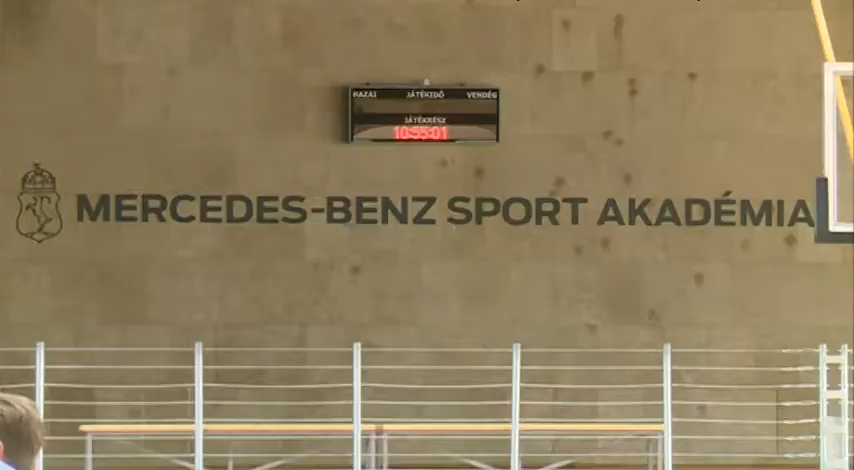 HAZAI JÁTÉKIDŐ VENDÉG
JÁTÉKRÉSZ
10:55:01
MERCEDES-BENZ SPORT AKADÉMIA